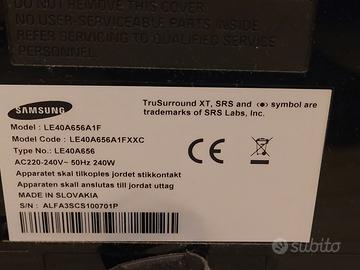 DO NOT REMOVE THIS COVER
NO USER-SERVICEABLE PARTS INSIDE
REFER SERVICING TO QUALIFIED SERVICE
PERSONNEL.
SAMSUNG
TruSurround XT, SRS and (●) symbol are
trademarks of SRS Labs, Inc.
Model : LE40A656A1F
Model Code : LE40A656A1FXXC
Type No.: LE40A656
AC220-240V~ 50Hz 240W
Apparatet skal tilkoples jordet stikkontakt
Apparaten skall anslutas till jordat uttag
MADE IN SLOVAKIA
S/N : ALFA3SCS100701P
CE
subito